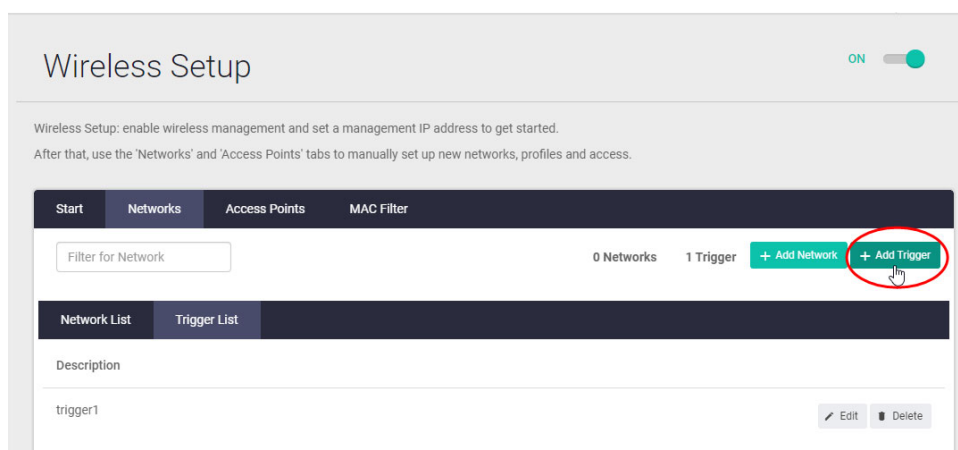 Wireless Setup
ON
Wireless Setup: enable wireless management and set a management IP address to get started.
After that, use the 'Networks' and 'Access Points' tabs to manually set up new networks, profiles and access.
Start Networks Access Points MAC Filter
Filter for Network 0 Networks 1 Trigger + Add Network + Add Trigger
Network List Trigger List
Description
trigger1 Edit Delete